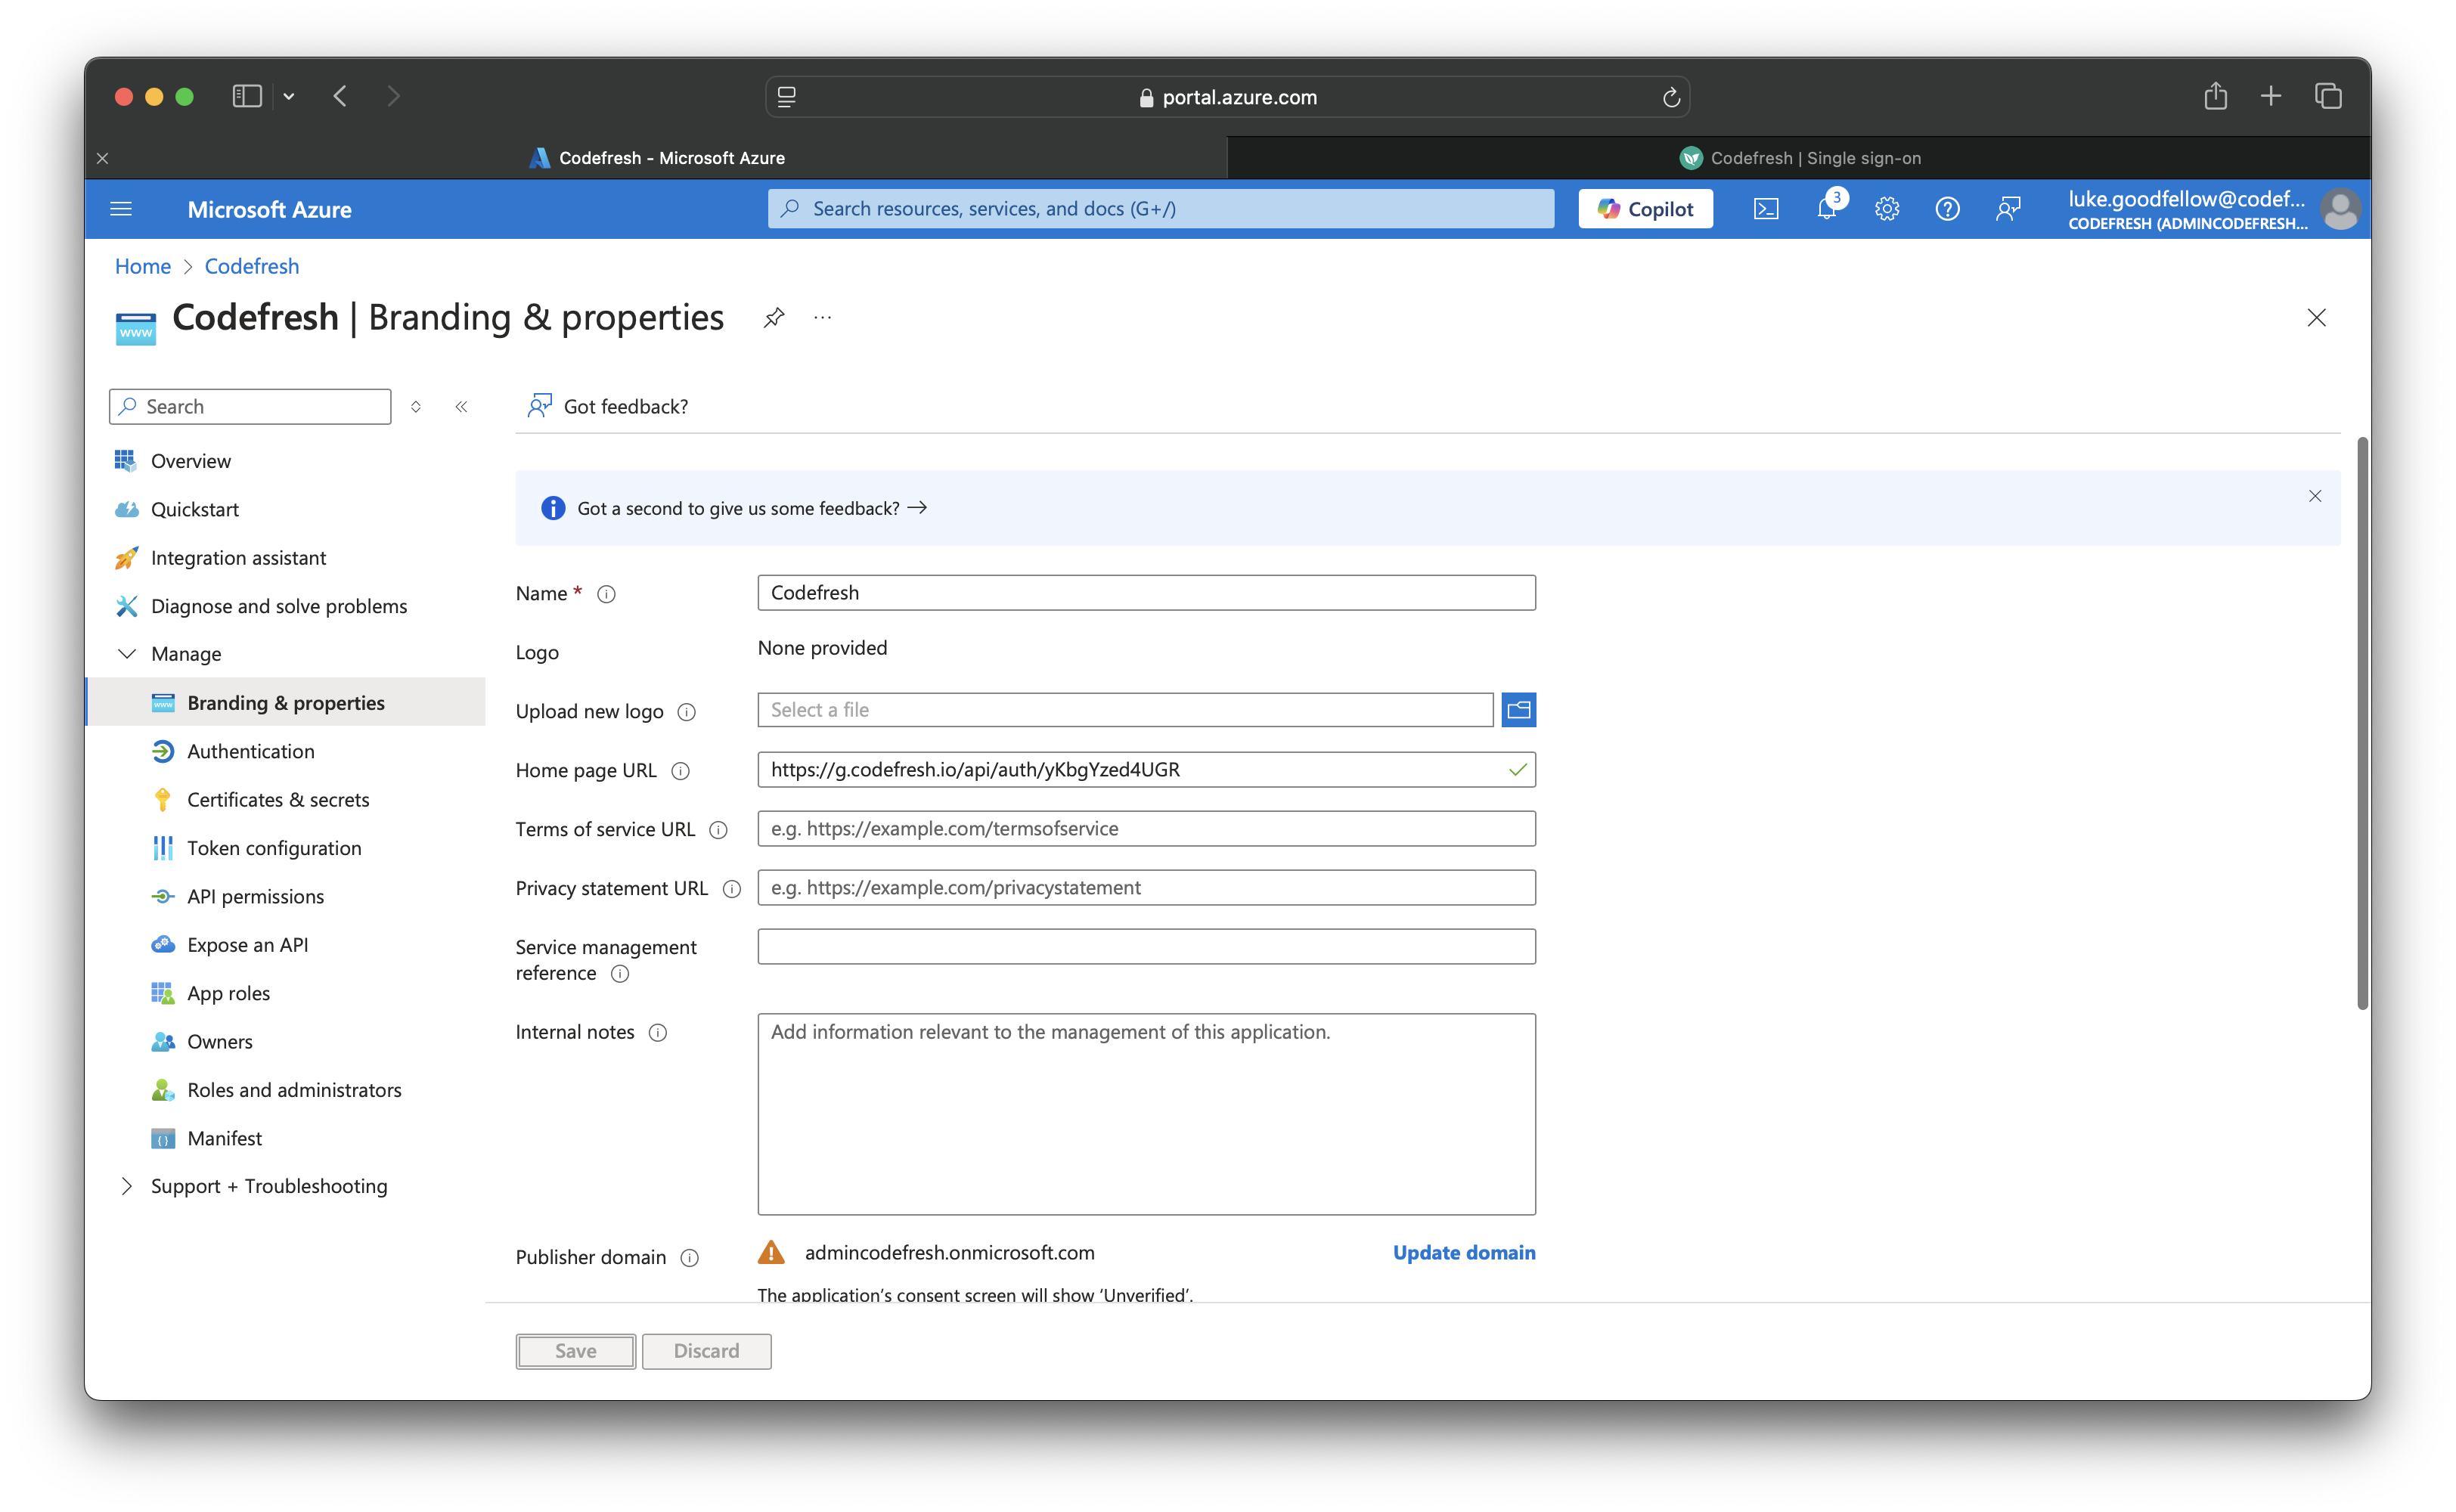 portal.azure.com
Codefresh - Microsoft Azure
Codefresh | Single sign-on
Microsoft Azure
Search resources, services, and docs (G+/)
Copilot
3
luke.goodfellow@codef...
CODEFRESH (ADMINCODEFRESH...
Home > Codefresh
www
Codefresh | Branding & properties
Search
Got feedback?
Overview
Quickstart
Integration assistant
Diagnose and solve problems
Manage
www
Branding & properties
Authentication
Certificates & secrets
Token configuration
API permissions
Expose an API
App roles
Owners
Roles and administrators
Manifest
Support + Troubleshooting
Got a second to give us some feedback? →
Name *
Codefresh
Logo
None provided
Upload new logo
Select a file
Home page URL
https://g.codefresh.io/api/auth/yKbgYzed4UGR
Terms of service URL
e.g. https://example.com/termsofservice
Privacy statement URL
e.g. https://example.com/privacystatement
Service management
reference
Internal notes
Add information relevant to the management of this application.
Publisher domain
admincodefresh.onmicrosoft.com
Update domain
The application's consent screen will show 'Unverified'.
Save
Discard